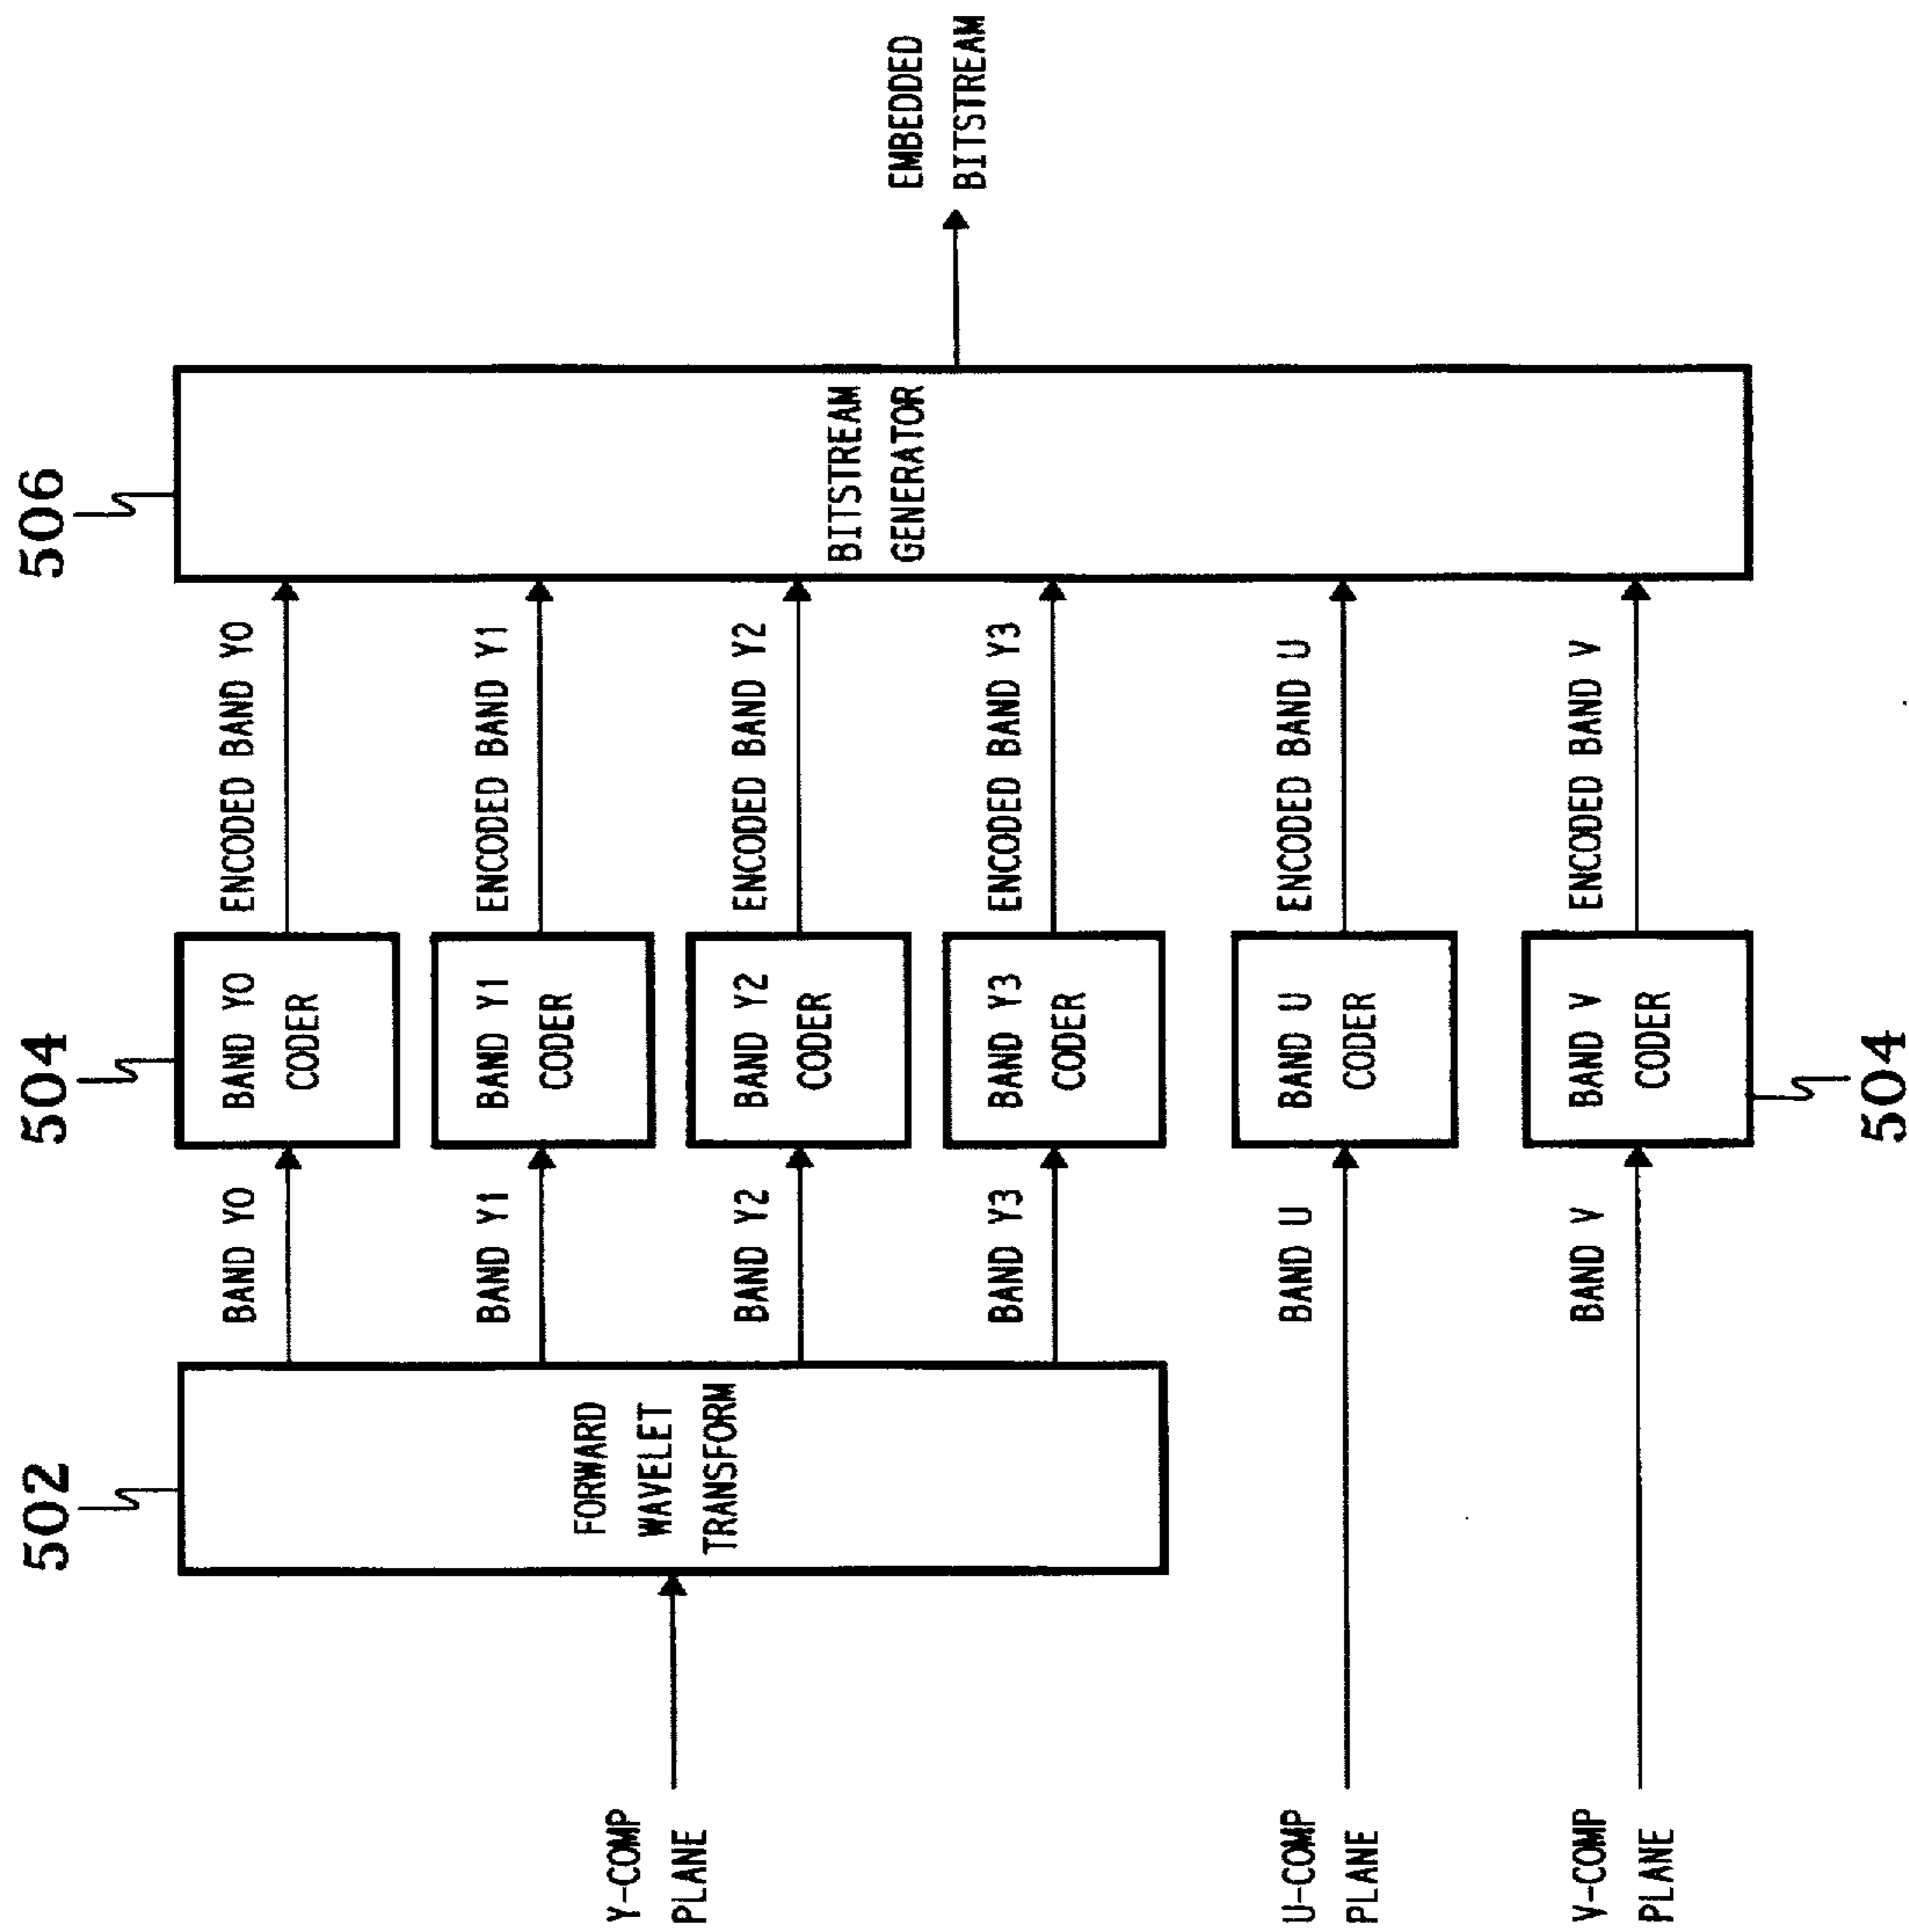 502
504
506
Y-COMP
PLANE
FORWARD
WAVELET
TRANSFORM
BAND Y0
BAND Y0
CODER
ENCODED BAND Y0
BAND Y1
BAND Y1
CODER
ENCODED BAND Y1
BAND Y2
BAND Y2
CODER
ENCODED BAND Y2
BAND Y3
BAND Y3
CODER
ENCODED BAND Y3
BITSTREAM
GENERATOR
EMBEDDED
BITSTREAM
U-COMP
PLANE
BAND U
BAND U
CODER
ENCODED BAND U
V-COMP
PLANE
BAND V
BAND V
CODER
ENCODED BAND V
504